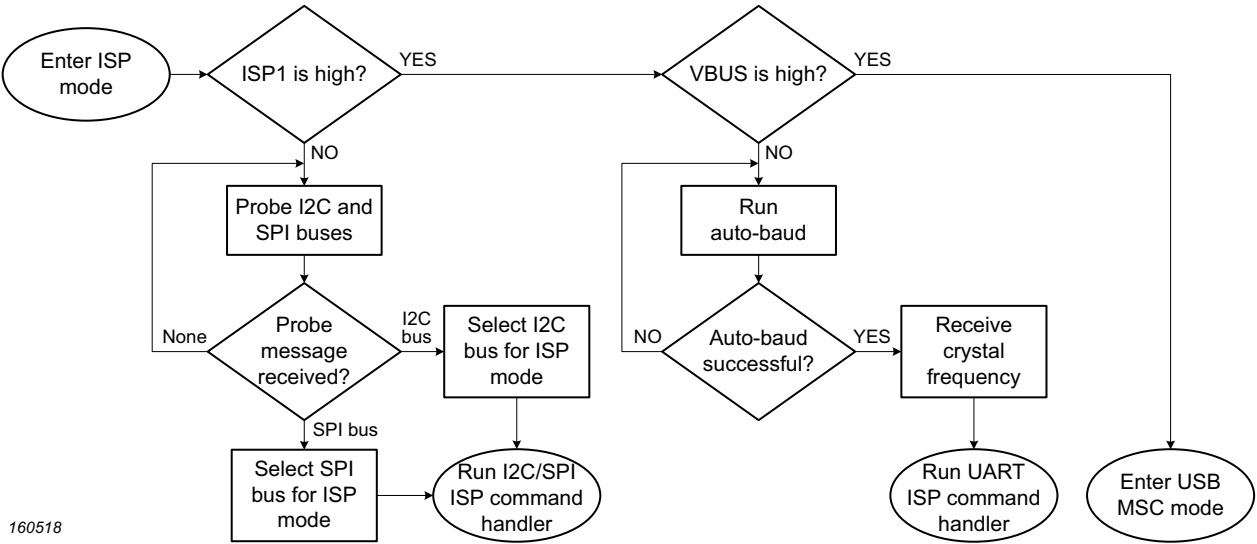 Enter ISP
mode
ISP1 is high?
YES
VBUS is high?
YES
NO
NO
Probe I2C and
SPI buses
Run
auto-baud
None
Probe
message
received?
I2C
bus
Select I2C
bus for ISP
mode
NO
Auto-baud
successful?
YES
Receive
crystal
frequency
SPI bus
Select SPI
bus for ISP
mode
Run I2C/SPI
ISP command
handler
Run UART
ISP command
handler
Enter USB
MSC mode
160518